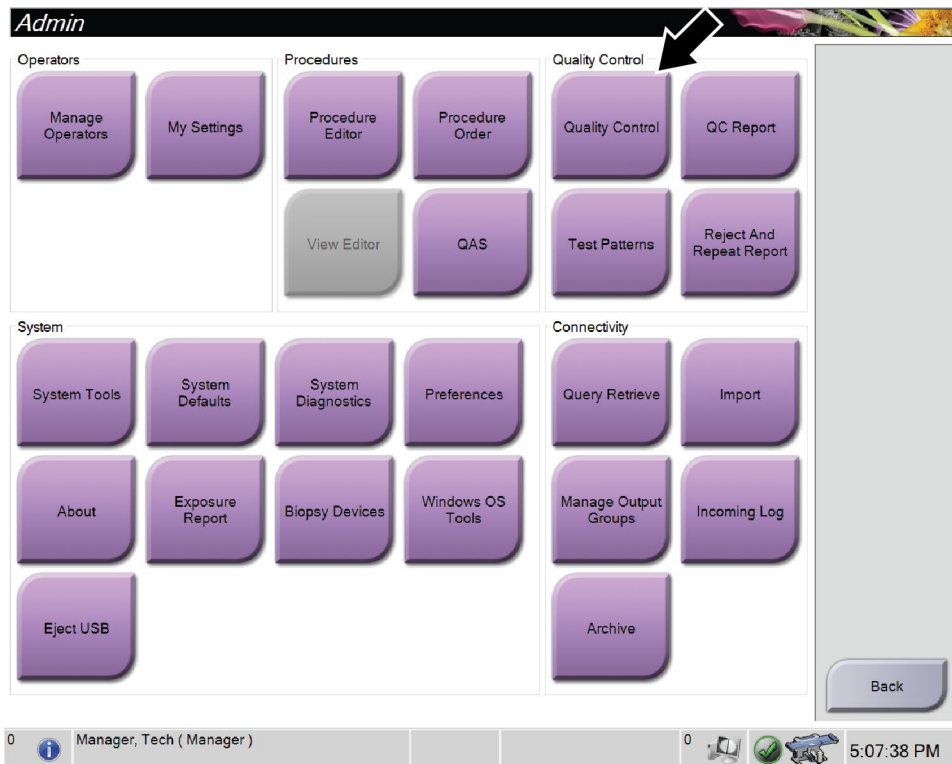 Admin
Operators
Manage
Operators
My Settings
Procedures
Procedure
Editor
Procedure
Order
View Editor
QAS
Quality Control
Quality Control
QC Report
Test Patterns
Reject And
Repeat Report
System
System Tools
System
Defaults
System
Diagnostics
Preferences
About
Exposure
Report
Biopsy Devices
Windows OS
Tools
Eject USB
Connectivity
Query Retrieve
Import
Manage Output
Groups
Incoming Log
Archive
Back
0
Manager, Tech ( Manager )
0
5:07:38 PM